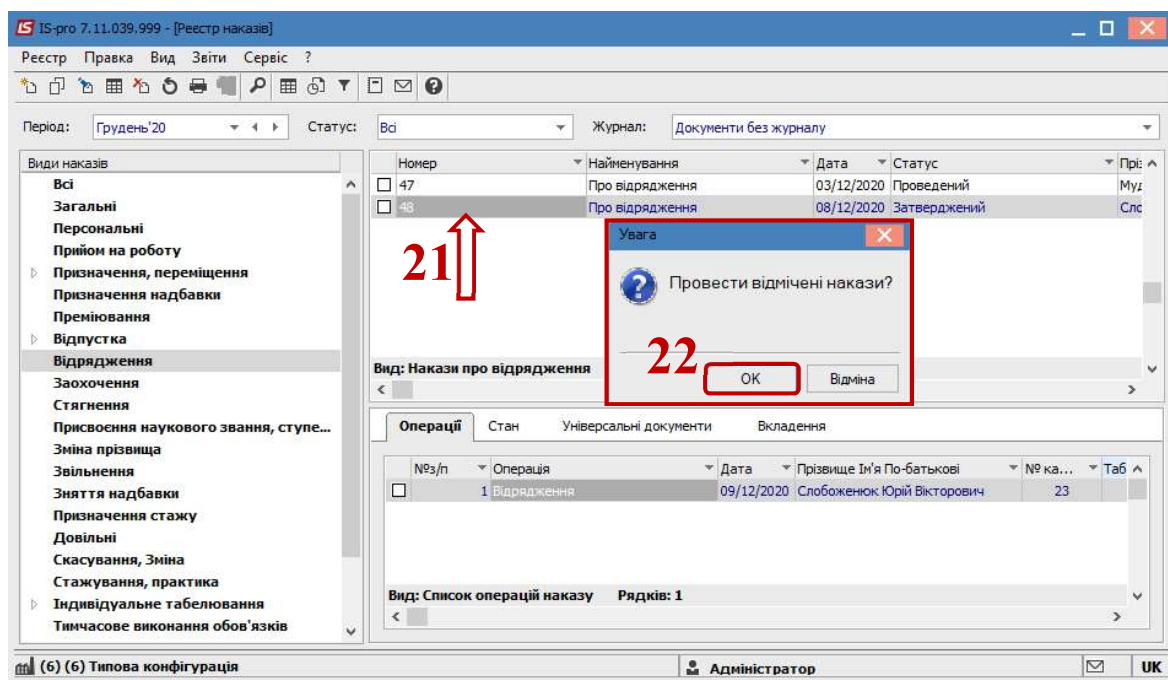 IS-pro 7.11.039.999 - [Реєстр наказів]
Реєстр Правка Вид Звіти Сервіс ?
Період: Грудень'20 Статус: Всі Журнал: Документи без журналу
Види наказів
Всі
Загальні
Персональні
Прийом на роботу
Призначення, переміщення
Призначення надбавки
Преміювання
Відпустка
Відрядження
Заохочення
Стягнення
Присвоєння наукового звання, ступе...
Зміна прізвища
Звільнення
Зняття надбавки
Призначення стажу
Довільні
Скасування, Зміна
Стажування, практика
Індивідуальне табелювання
Тимчасове виконання обов'язків
Номер Найменування Дата Статус Прі:
47 Про відрядження 03/12/2020 Проведений Муд
48 Про відрядження 08/12/2020 Затверджений Сло
21
Увага
Провести відмічені накази?
22
OK Відміна
Вид: Накази про відрядження
Операції Стан Універсальні документи Вкладення
№з/п Операція Дата Прізвище Ім'я По-батькові № ка... Таб
1 Відрядження 09/12/2020 Слобоженюк Юрій Вікторович 23
Вид: Список операцій наказу Рядків: 1
(6) (6) Типова конфігурація Адміністратор UK